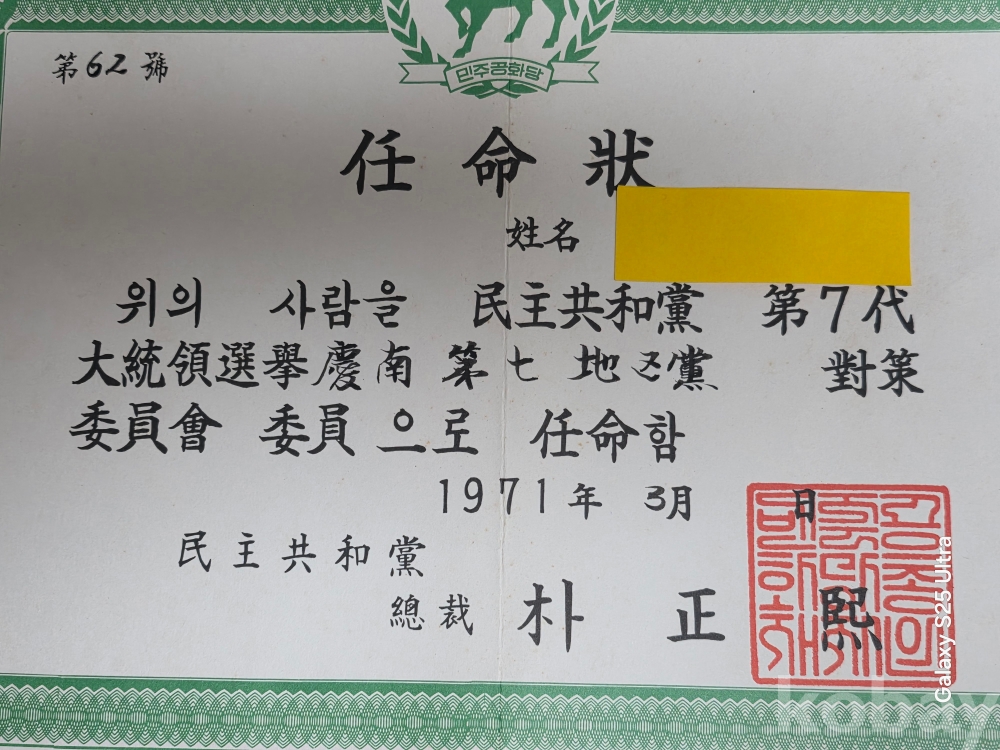 민주공화당
第62號
任命狀
姓名
위의 사람을 民主共和黨 第7代
大統領選擧慶南 第七 地区黨 對策
委員會 委員 으로 任命함
1971年 3月 日
民主共和黨
總裁 朴正熙
Galaxy S25 Ultra
kobay